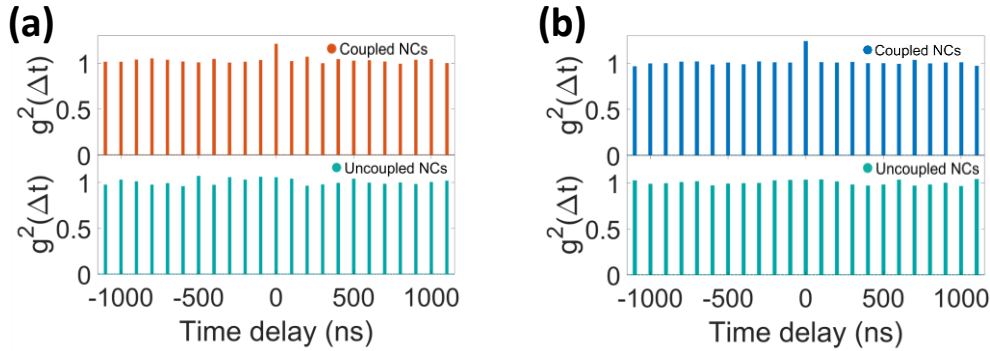 (a)
Coupled NCs
g²(Δt)
1
0.5
0
Uncoupled NCs
g²(Δt)
1
0.5
0
-1000 -500 0 500 1000
Time delay (ns)
(b)
Coupled NCs
g²(Δt)
1
0.5
0
Uncoupled NCs
g²(Δt)
1
0.5
0
-1000 -500 0 500 1000
Time delay (ns)